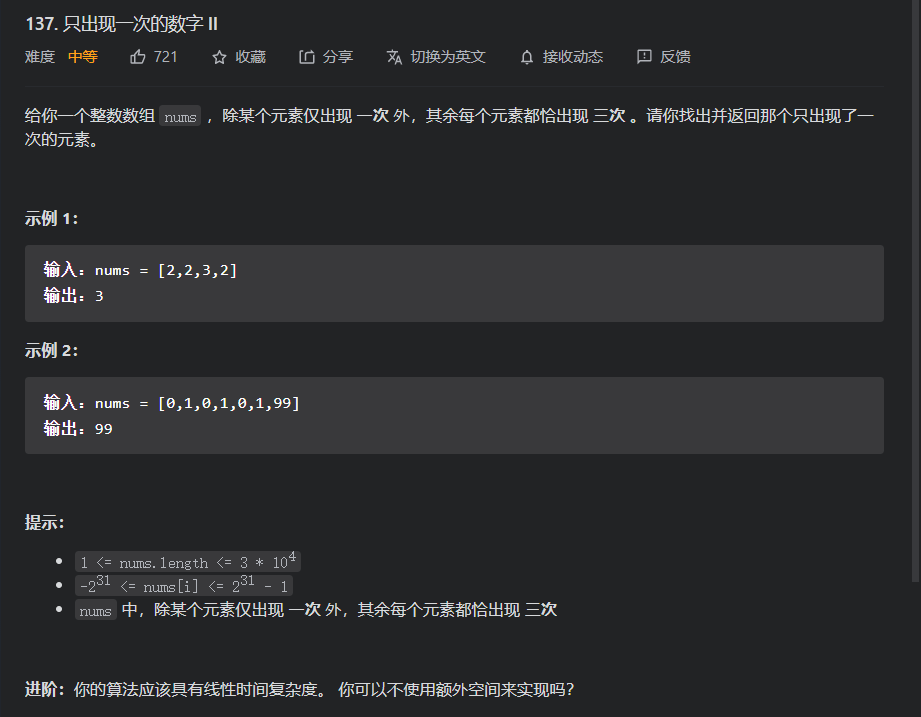 137. 只出现一次的数字 II
难度 中等 721 收藏 分享 切换为英文 接收动态 反馈
给你一个整数数组 nums ，除某个元素仅出现 一次 外，其余每个元素都恰出现 三次 。请你找出并返回那个只出现了一
次的元素。
示例 1：
输入：nums = [2,2,3,2]
输出：3
示例 2：
输入：nums = [0,1,0,1,0,1,99]
输出：99
提示：
• 1 <= nums.length <= 3 * 10⁴
• -2³¹ <= nums[i] <= 2³¹ - 1
• nums 中，除某个元素仅出现 一次 外，其余每个元素都恰出现 三次
进阶：你的算法应该具有线性时间复杂度。 你可以不使用额外空间来实现吗？